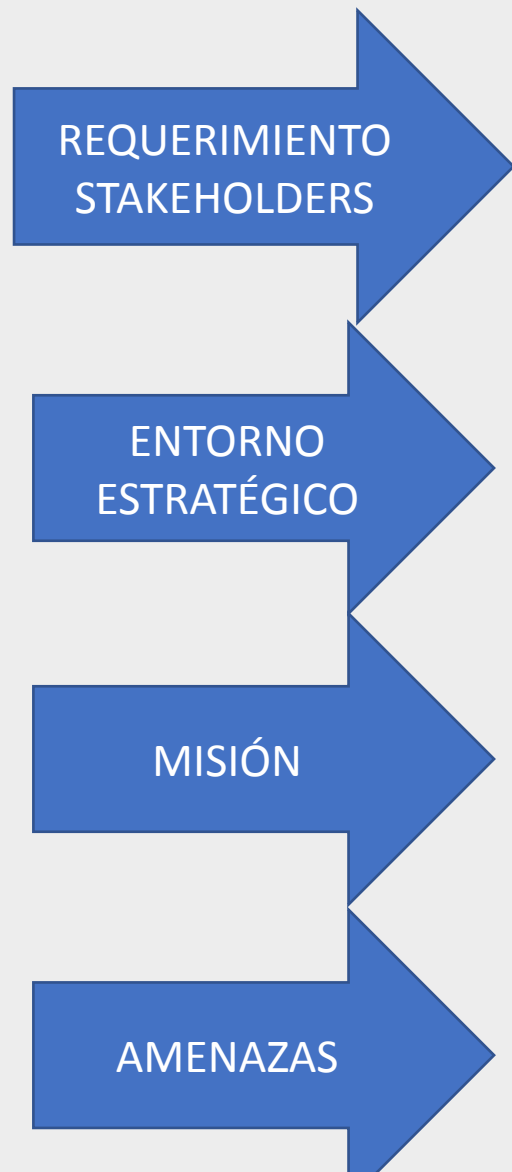 REQUERIMIENTO
STAKEHOLDERS
ENTORNO
ESTRATÉGICO
MISIÓN
AMENAZAS